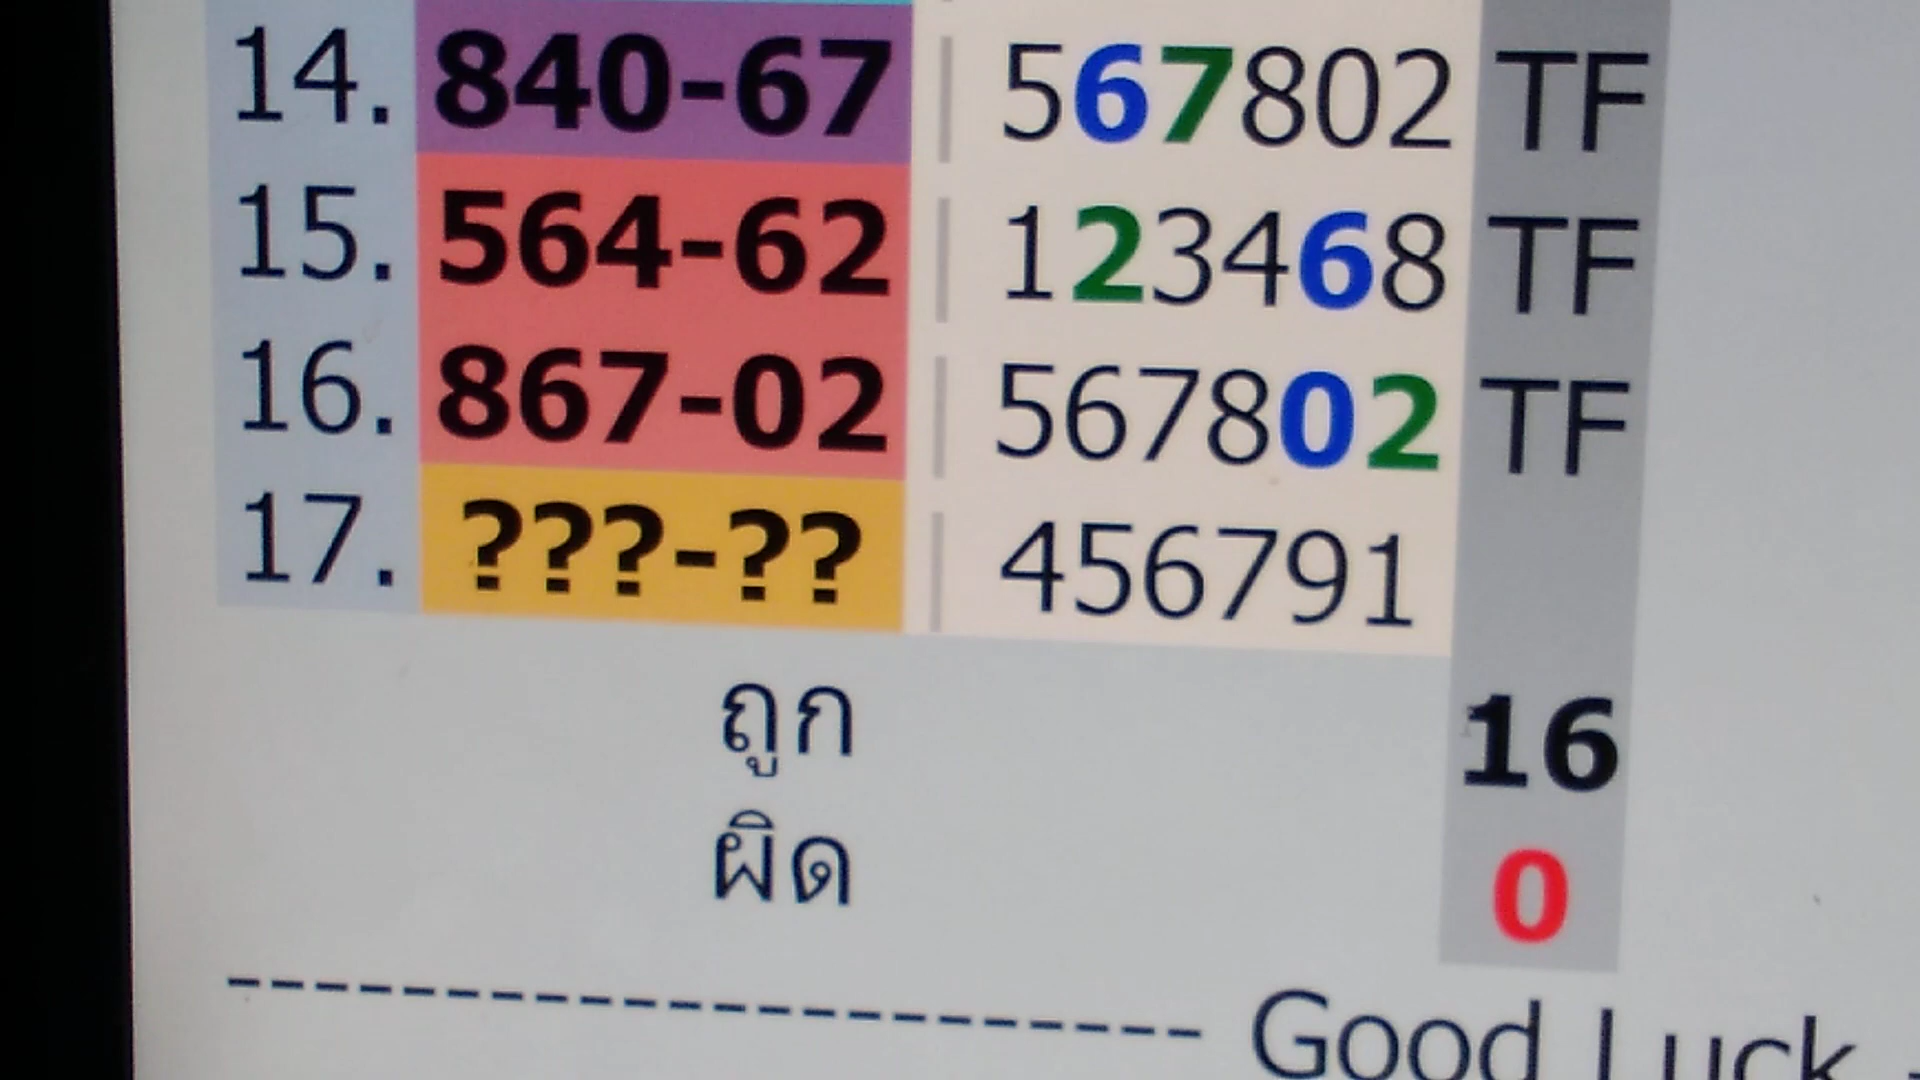 14. 840-67 | 567802 TF
15. 564-62 | 123468 TF
16. 867-02 | 567802 TF
17. ???-?? | 456791
ถูก 16
ผิด 0
--------------------- Good Luck -